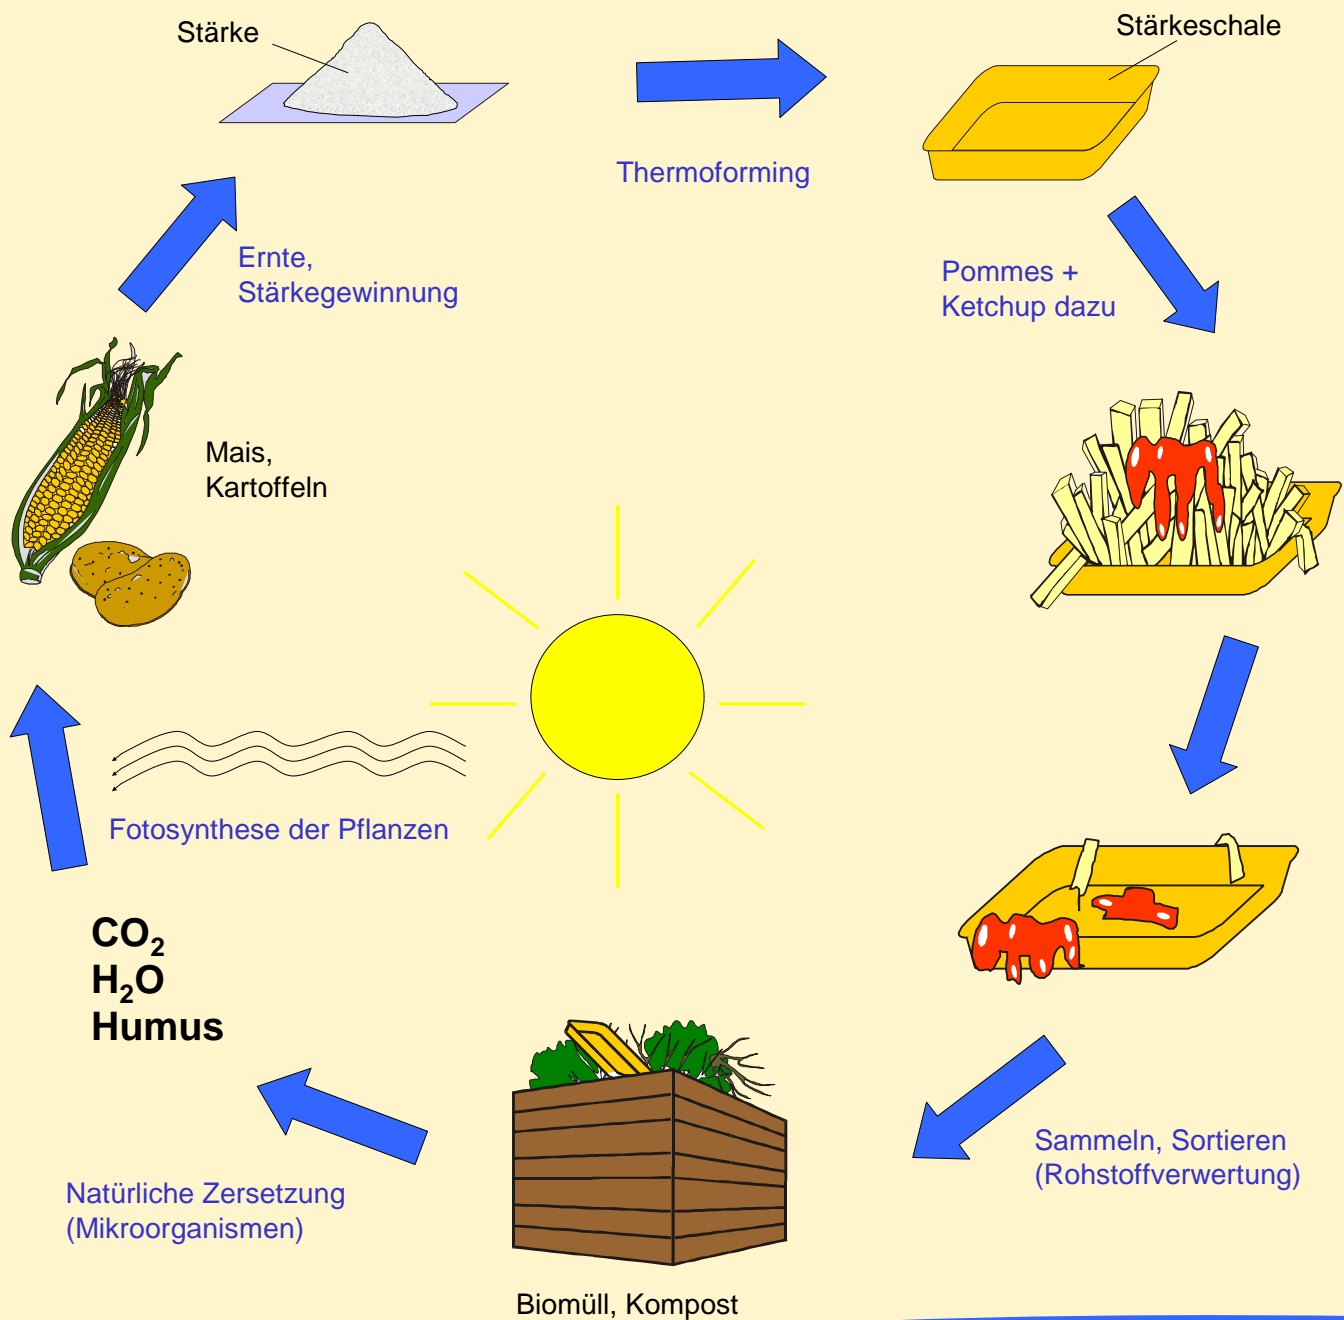 Stärke
Stärkeschale
Thermoforming
Ernte,
Stärkegewinnung
Pommes +
Ketchup dazu
Mais,
Kartoffeln
Fotosynthese der Pflanzen
CO₂
H₂O
Humus
Sammeln, Sortieren
(Rohstoffverwertung)
Natürliche Zersetzung
(Mikroorganismen)
Biomüll, Kompost